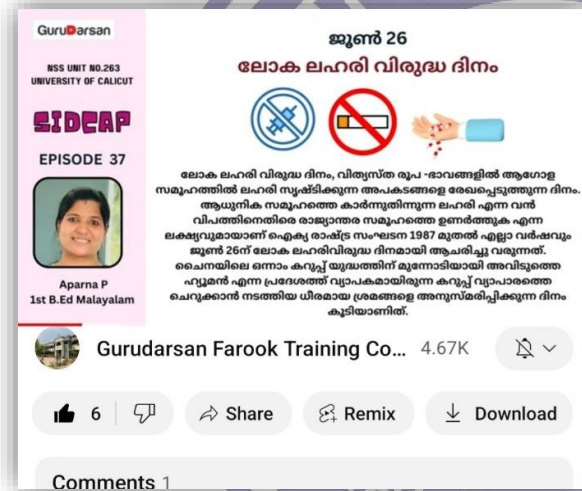 GuruDarsan
NSS UNIT NO.263
UNIVERSITY OF CALICUT
SIDCAP
EPISODE 37
Aparna P
1st B.Ed Malayalam
ജൂൺ 26
ലോക ലഹരി വിരുദ്ധ ദിനം
ലോക ലഹരി വിരുദ്ധ ദിനം, വിത്യസ്ത രൂപ -ഭാവങ്ങളിൽ ആഗോള
സമൂഹത്തിൽ ലഹരി സൃഷ്ടിക്കുന്ന അപകടങ്ങളെ രേഖപ്പെടുത്തുന്ന ദിനം.
ആധുനിക സമൂഹത്തെ കാർന്നുതിന്നുന്ന ലഹരി എന്ന വൻ
വിപത്തിനെതിരെ രാജ്യാന്തര സമൂഹത്തെ ഉണർത്തുക എന്ന
ലക്ഷ്യവുമായാണ് ഐക്യ രാഷ്ട്ര സംഘടന 1987 മുതൽ എല്ലാ വർഷവും
ജൂൺ 26ന് ലോക ലഹരിവിരുദ്ധ ദിനമായി ആചരിച്ചു വരുന്നത്.
ചൈനയിലെ ഒന്നാം കറുപ്പ് യുദ്ധത്തിന് മുന്നോടിയായി അവിടുത്തെ
ഹ്യൂമൻ എന്ന പ്രദേശത്ത് വ്യാപകമായിരുന്ന കറുപ്പ് വ്യാപാരത്തെ
ചെറുക്കാൻ നടത്തിയ ധീരമായ ശ്രമങ്ങളെ അനുസ്മരിപ്പിക്കുന്ന ദിനം
കൂടിയാണിത്.
Gurudarsan Farook Training Co... 4.67K
6 Share Remix Download
Comments 1